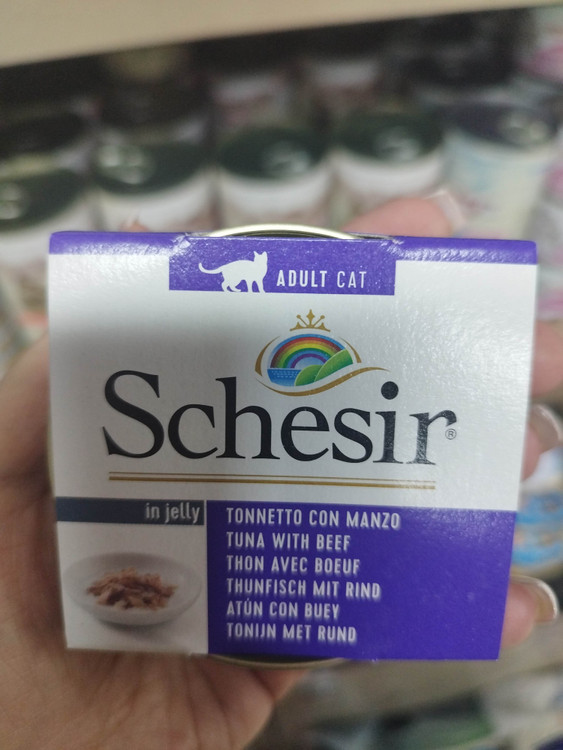 ADULT CAT
Schesir®
in jelly
TONNETTO CON MANZO
TUNA WITH BEEF
THON AVEC BOEUF
THUNFISCH MIT RIND
ATÚN CON BUEY
TONIJN MET RUND